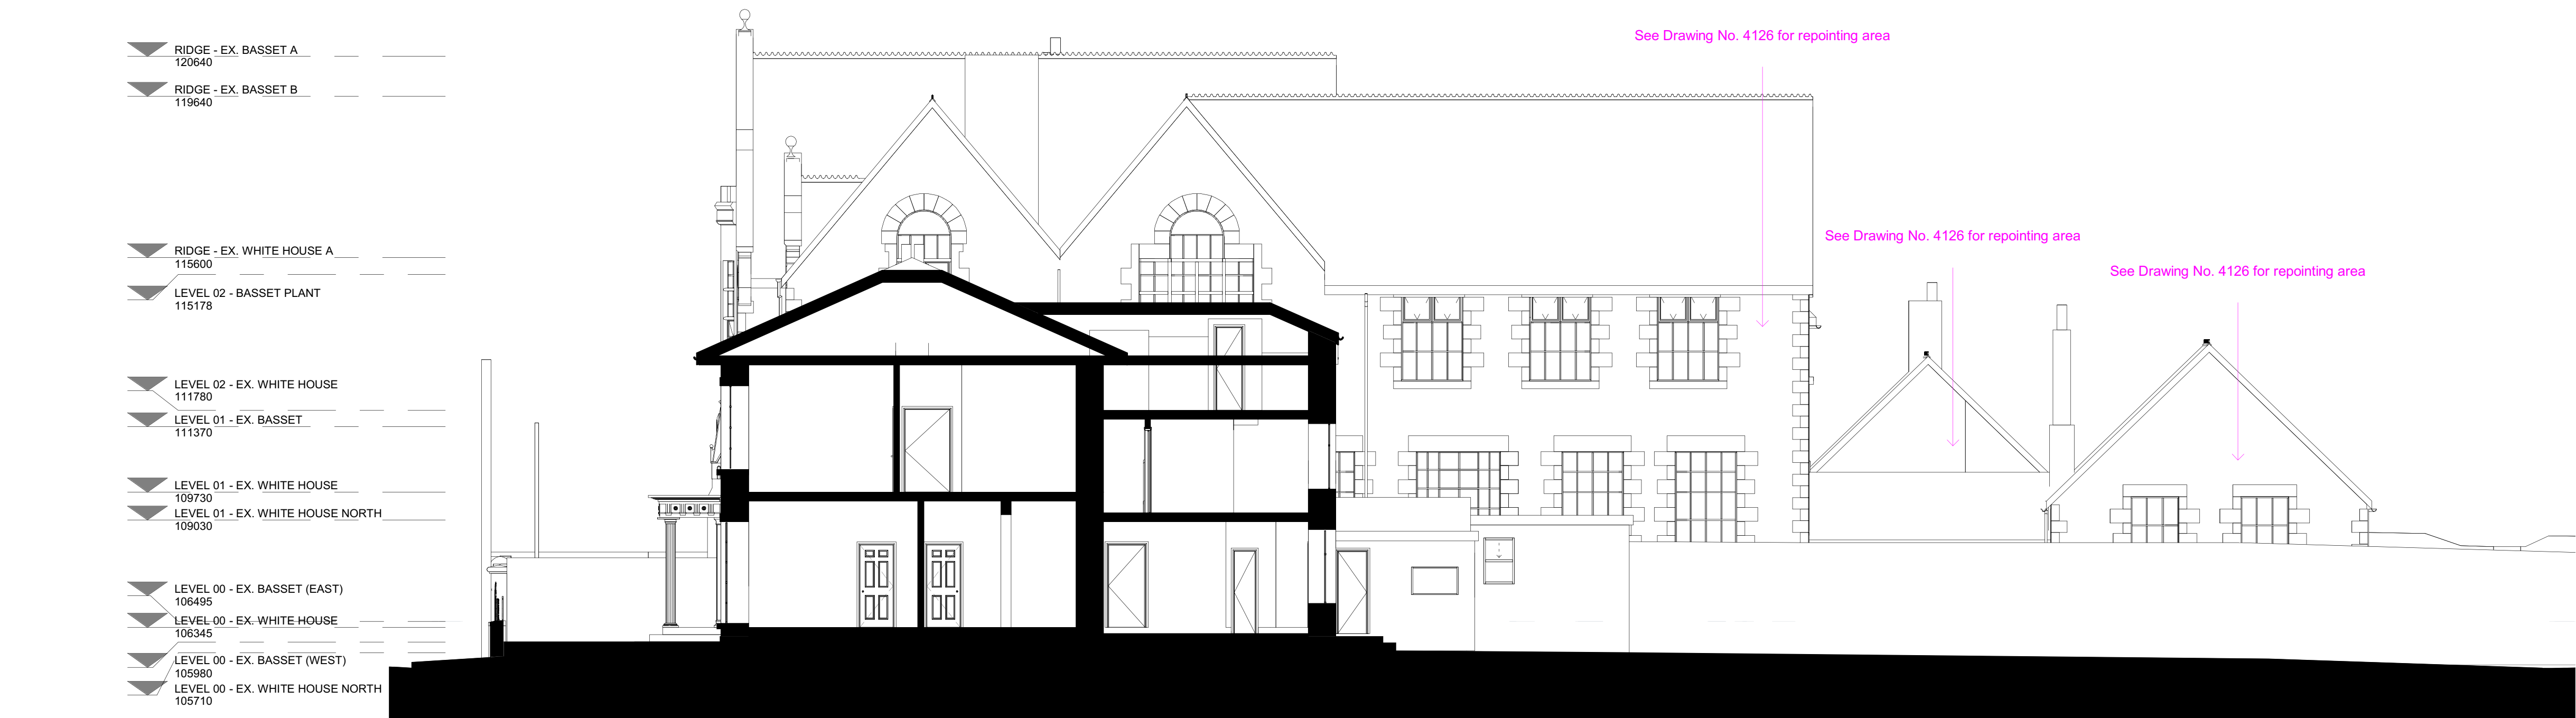 RIDGE - EX. BASSET A
120640
RIDGE - EX. BASSET B
119640
RIDGE - EX. WHITE HOUSE A
115600
LEVEL 02 - BASSET PLANT
115178
LEVEL 02 - EX. WHITE HOUSE
111780
LEVEL 01 - EX. BASSET
111370
LEVEL 01 - EX. WHITE HOUSE
109730
LEVEL 01 - EX. WHITE HOUSE NORTH
109030
LEVEL 00 - EX. BASSET (EAST)
106495
LEVEL 00 - EX. WHITE HOUSE
106345
LEVEL 00 - EX. BASSET (WEST)
105980
LEVEL 00 - EX. WHITE HOUSE NORTH
105710
See Drawing No. 4126 for repointing area
See Drawing No. 4126 for repointing area
See Drawing No. 4126 for repointing area